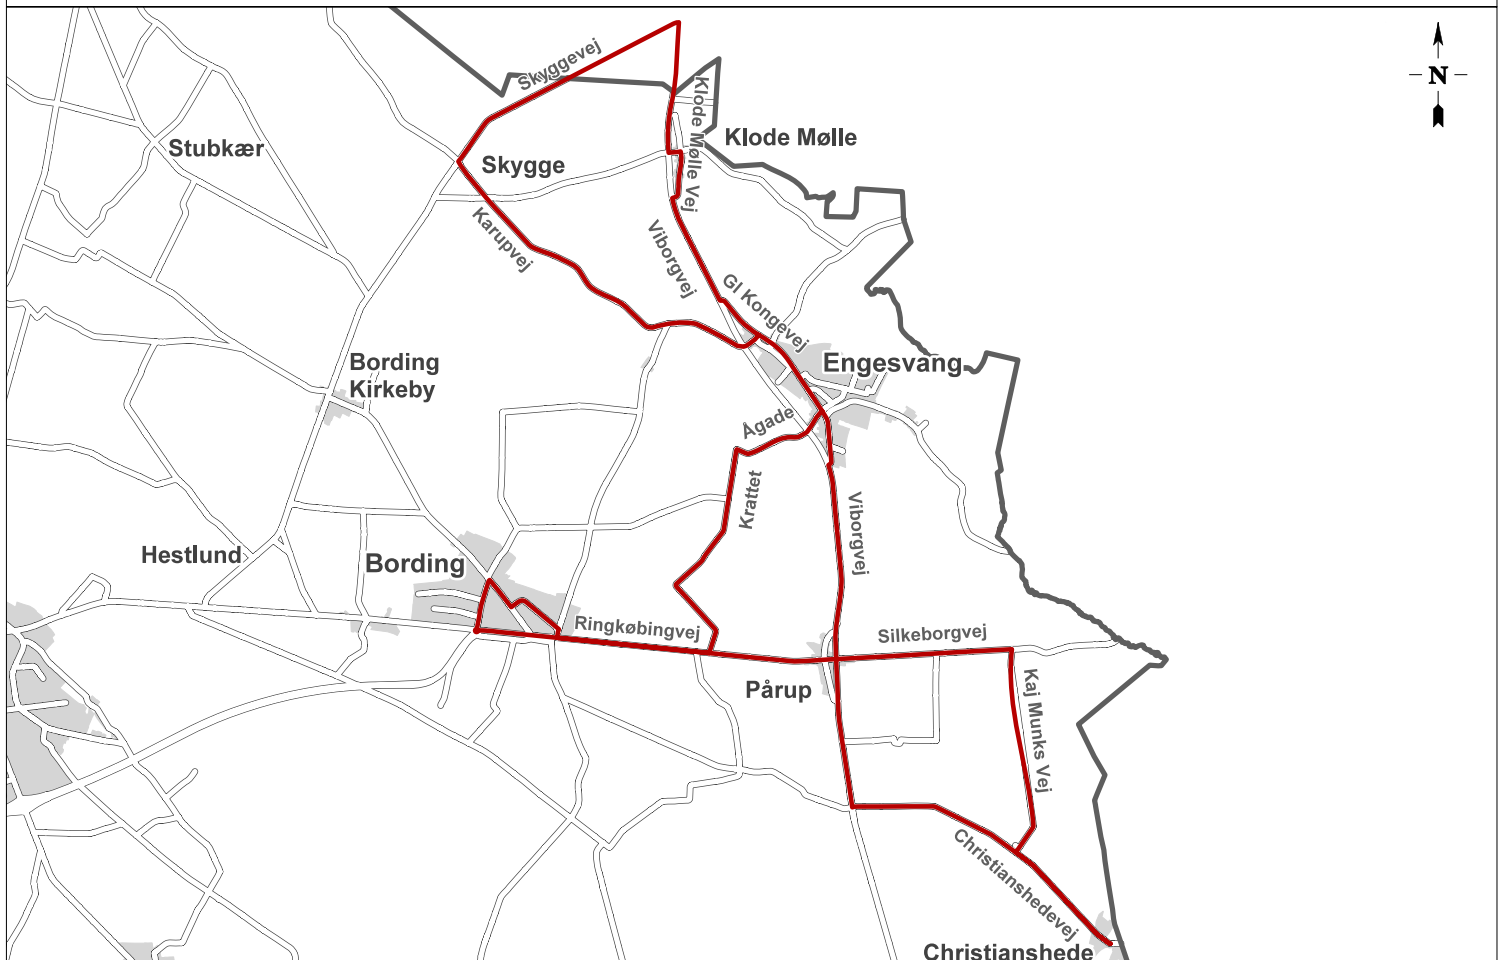 N
Skyggevej
Klode Mølle Vej
Klode Mølle
Stubkær
Skygge
Karupvej
Viborgvej
Gl Kongevej
Bording
Kirkeby
Engesvang
Ågade
Krattet
Viborgvej
Hestlund
Bording
Ringkøbingvej
Silkeborgvej
Pårup
Kaj Munks Vej
Christianshedevej
Christianshede